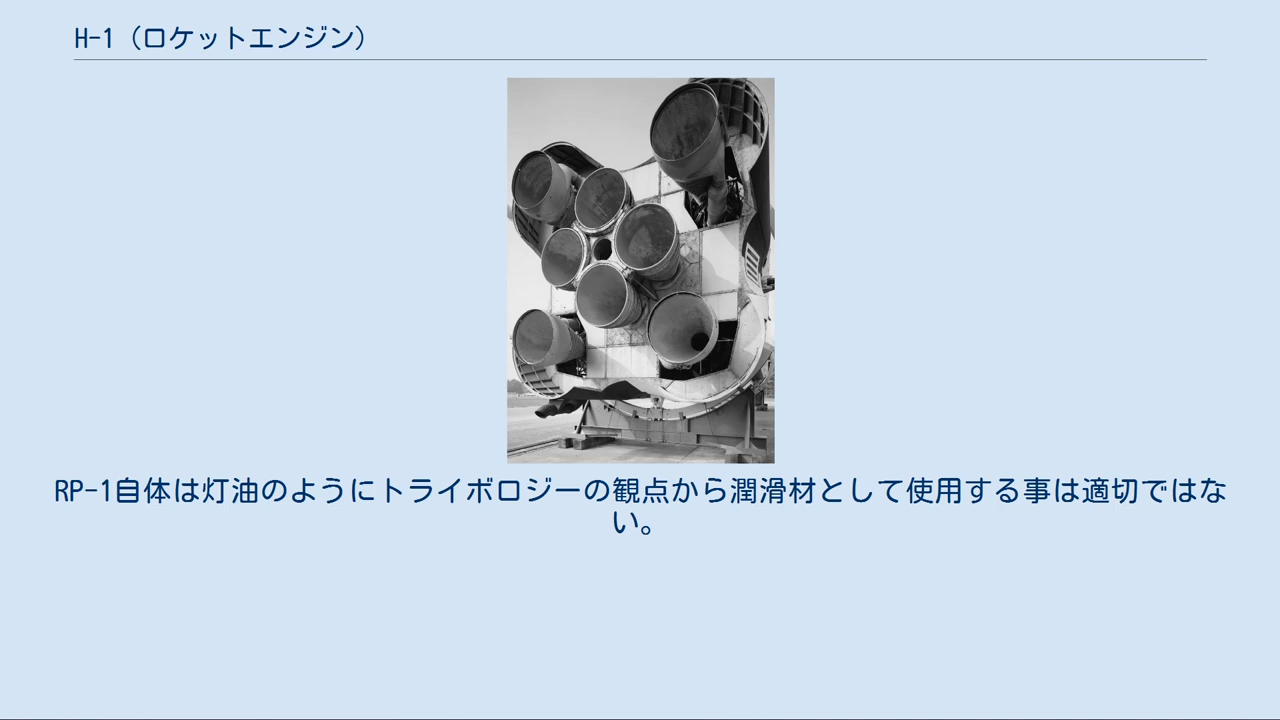 H-1（ロケットエンジン）
RP-1自体は灯油のようにトライボロジーの観点から潤滑材として使用する事は適切ではな
い。